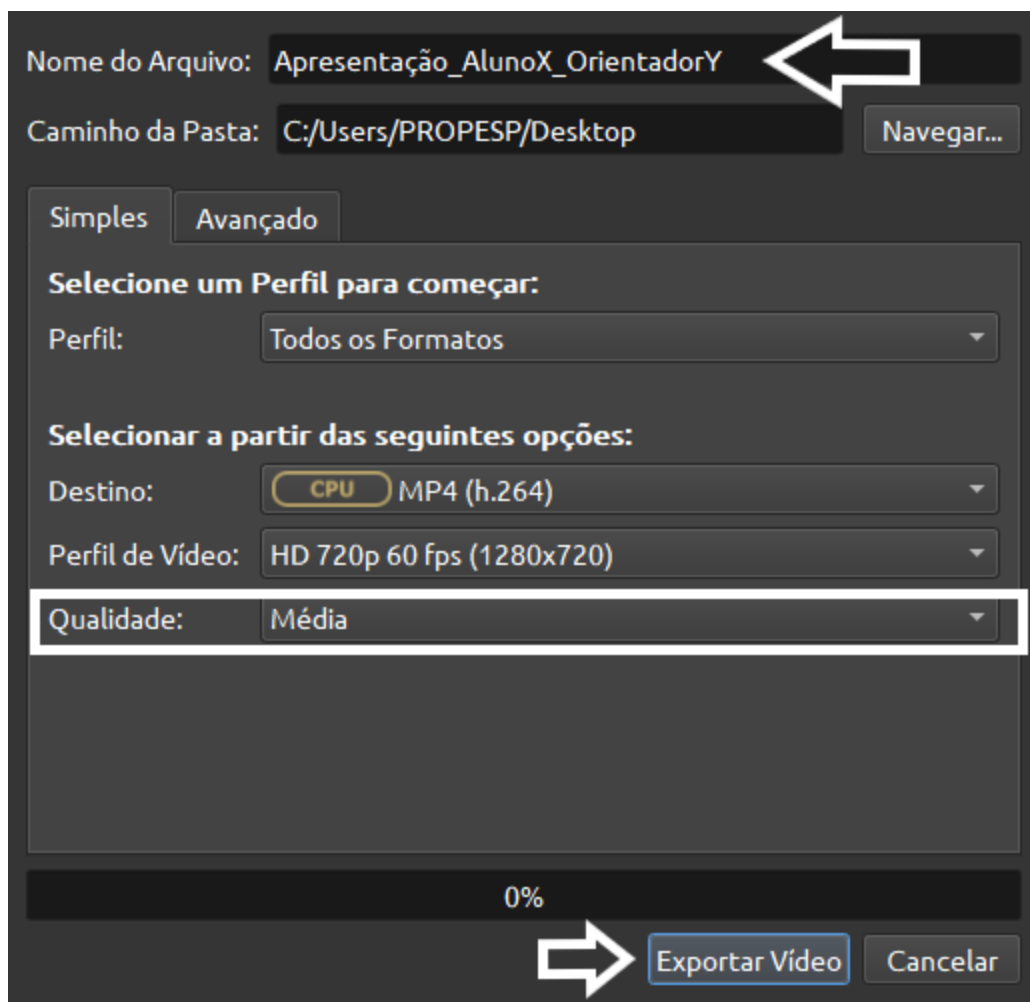 Nome do Arquivo: Apresentação_AlunoX_OrientadorY
Caminho da Pasta: C:/Users/PROPESP/Desktop Navegar...
Simples Avançado
Selecione um Perfil para começar:
Perfil: Todos os Formatos
Selecionar a partir das seguintes opções:
Destino: CPU MP4 (h.264)
Perfil de Vídeo: HD 720p 60 fps (1280x720)
Qualidade: Média
0%
Exportar Vídeo Cancelar